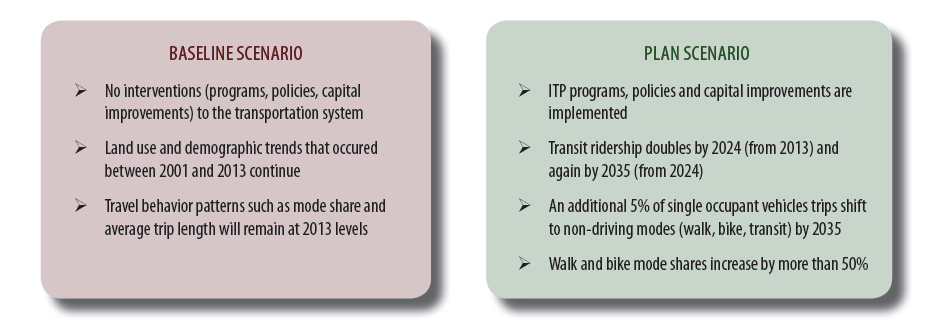 BASELINE SCENARIO
➢ No interventions (programs, policies, capital
improvements) to the transportation system
➢ Land use and demographic trends that occured
between 2001 and 2013 continue
➢ Travel behavior patterns such as mode share and
average trip length will remain at 2013 levels
PLAN SCENARIO
➢ ITP programs, policies and capital improvements are
implemented
➢ Transit ridership doubles by 2024 (from 2013) and
again by 2035 (from 2024)
➢ An additional 5% of single occupant vehicles trips shift
to non-driving modes (walk, bike, transit) by 2035
➢ Walk and bike mode shares increase by more than 50%